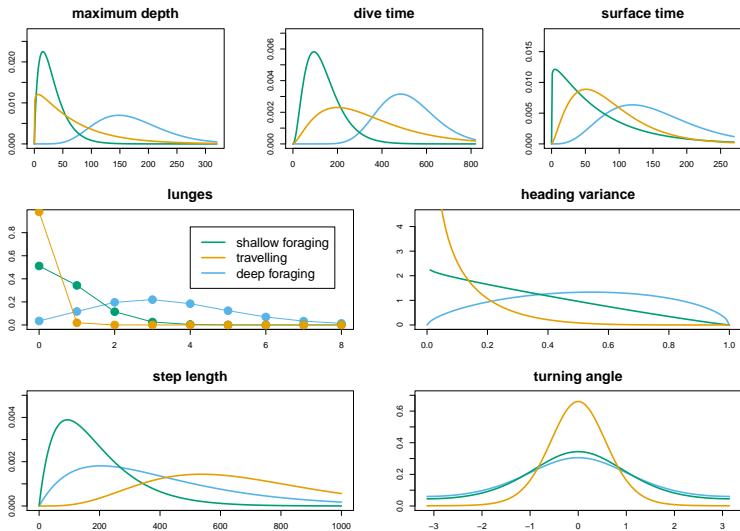 maximum depth
0.000 0.010 0.020
0 50 100 150 200 250 300
dive time
0.000 0.002 0.004 0.006
0 200 400 600 800
surface time
0.000 0.005 0.010 0.015
0 50 100 150 200 250
lunges
0.0 0.2 0.4 0.6 0.8
0 2 4 6 8
shallow foraging
travelling
deep foraging
heading variance
0 1 2 3 4
0.0 0.2 0.4 0.6 0.8 1.0
step length
0.000 0.002 0.004
0 200 400 600 800 1000
turning angle
0.0 0.2 0.4 0.6
−3 −2 −1 0 1 2 3